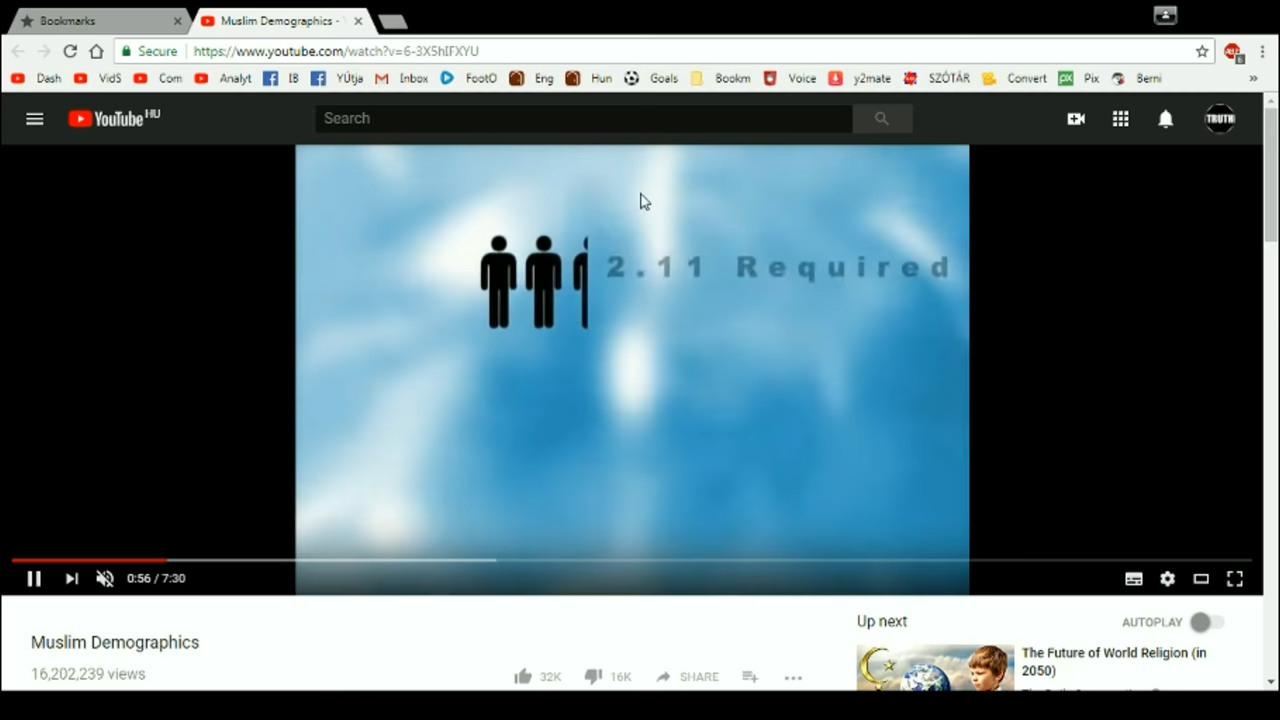 Bookmarks
Muslim Demographics -
Secure
https://www.youtube.com/watch?v=6-3X5hIFXYU
Dash VidS Com Analyt IB YÚtja Inbox FootO Eng Hun Goals Bookm Voice y2mate SZÓTÁR Convert Pix Berni »
YouTube HU
Search
TRUTH
2.11 Required
0:56 / 7:30
Muslim Demographics
16,202,239 views
32K 16K SHARE
Up next
AUTOPLAY
The Future of World Religion (in
2050)